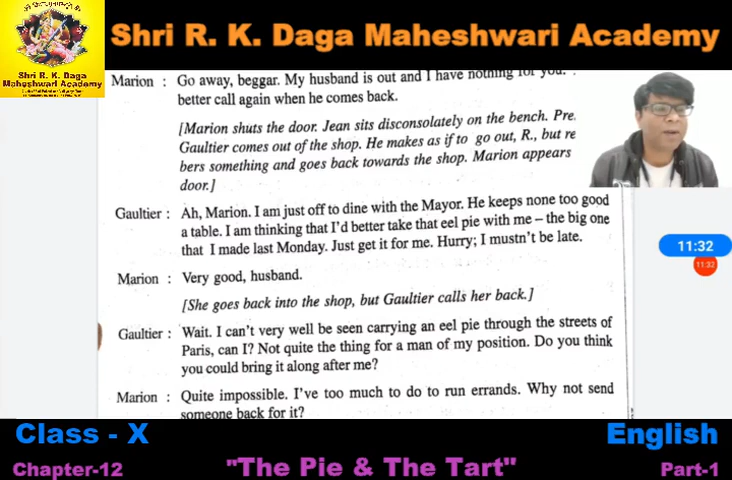 Shri R. K. Daga Maheshwari Academy
Shri R. K. Daga
Maheshwari Academy
Marion : Go away, beggar. My husband is out and I have nothing for you.
better call again when he comes back.
[Marion shuts the door. Jean sits disconsolately on the bench. Pre
Gaultier comes out of the shop. He makes as if to go out, R., but re
bers something and goes back towards the shop. Marion appears
door.]
Gaultier : Ah, Marion. I am just off to dine with the Mayor. He keeps none too good
a table. I am thinking that I'd better take that eel pie with me – the big one
that I made last Monday. Just get it for me. Hurry; I mustn't be late.
11:32
11:32
Marion : Very good, husband.
[She goes back into the shop, but Gaultier calls her back.]
Gaultier : Wait. I can't very well be seen carrying an eel pie through the streets of
Paris, can I? Not quite the thing for a man of my position. Do you think
you could bring it along after me?
Marion : Quite impossible. I've too much to do to run errands. Why not send
someone back for it?
Class - X
English
Chapter-12
"The Pie & The Tart"
Part-1